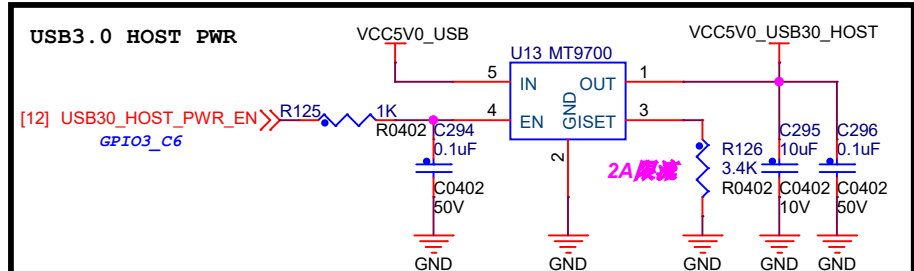 USB3.0 HOST PWR
VCC5V0_USB
VCC5V0_USB30_HOST
U13 MT9700
5
IN
OUT
1
[12] USB30_HOST_PWR_EN
GPIO3_C6
R125
1K
R0402
4
EN
GND
ISET
3
2
C294
0.1uF
C0402
50V
2A限流
R126
3.4K
R0402
C295
10uF
C0402
10V
C296
0.1uF
C0402
50V
GND
GND
GND
GND
GND